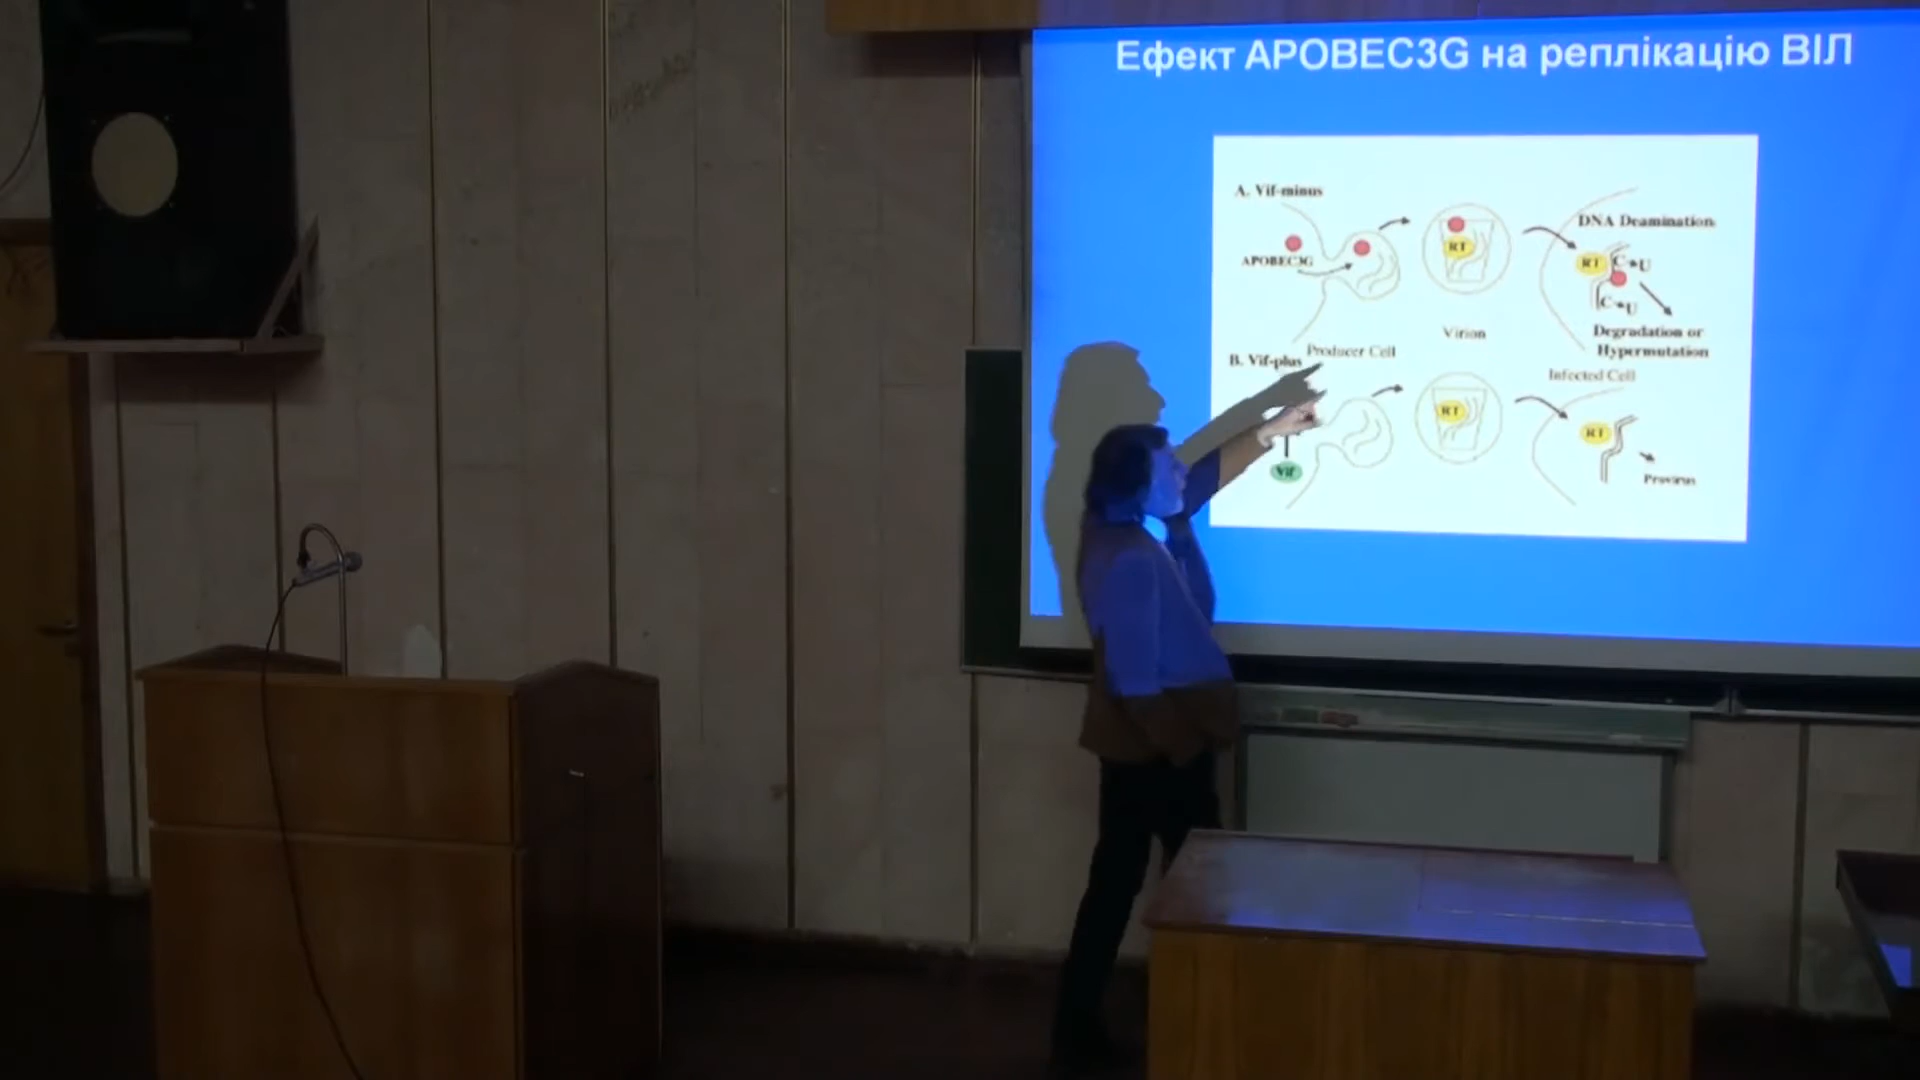 Ефект APOBEC3G на реплікацію ВІЛ
A. Vif-minus
DNA Deamination
RT
RT
C U
APOBEC3G
C U
Virion
Degradation or
Hypermutation
Producer Cell
B. Vif-plus
Infected Cell
RT
RT
Vif
Provirus